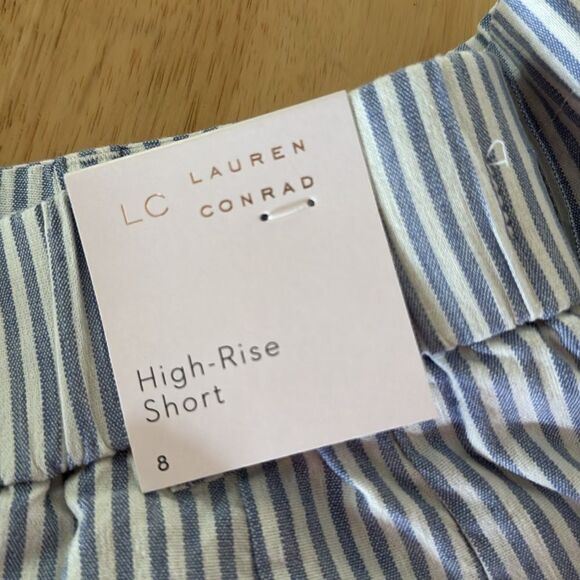 LC LAUREN
CONRAD
High-Rise
Short
8